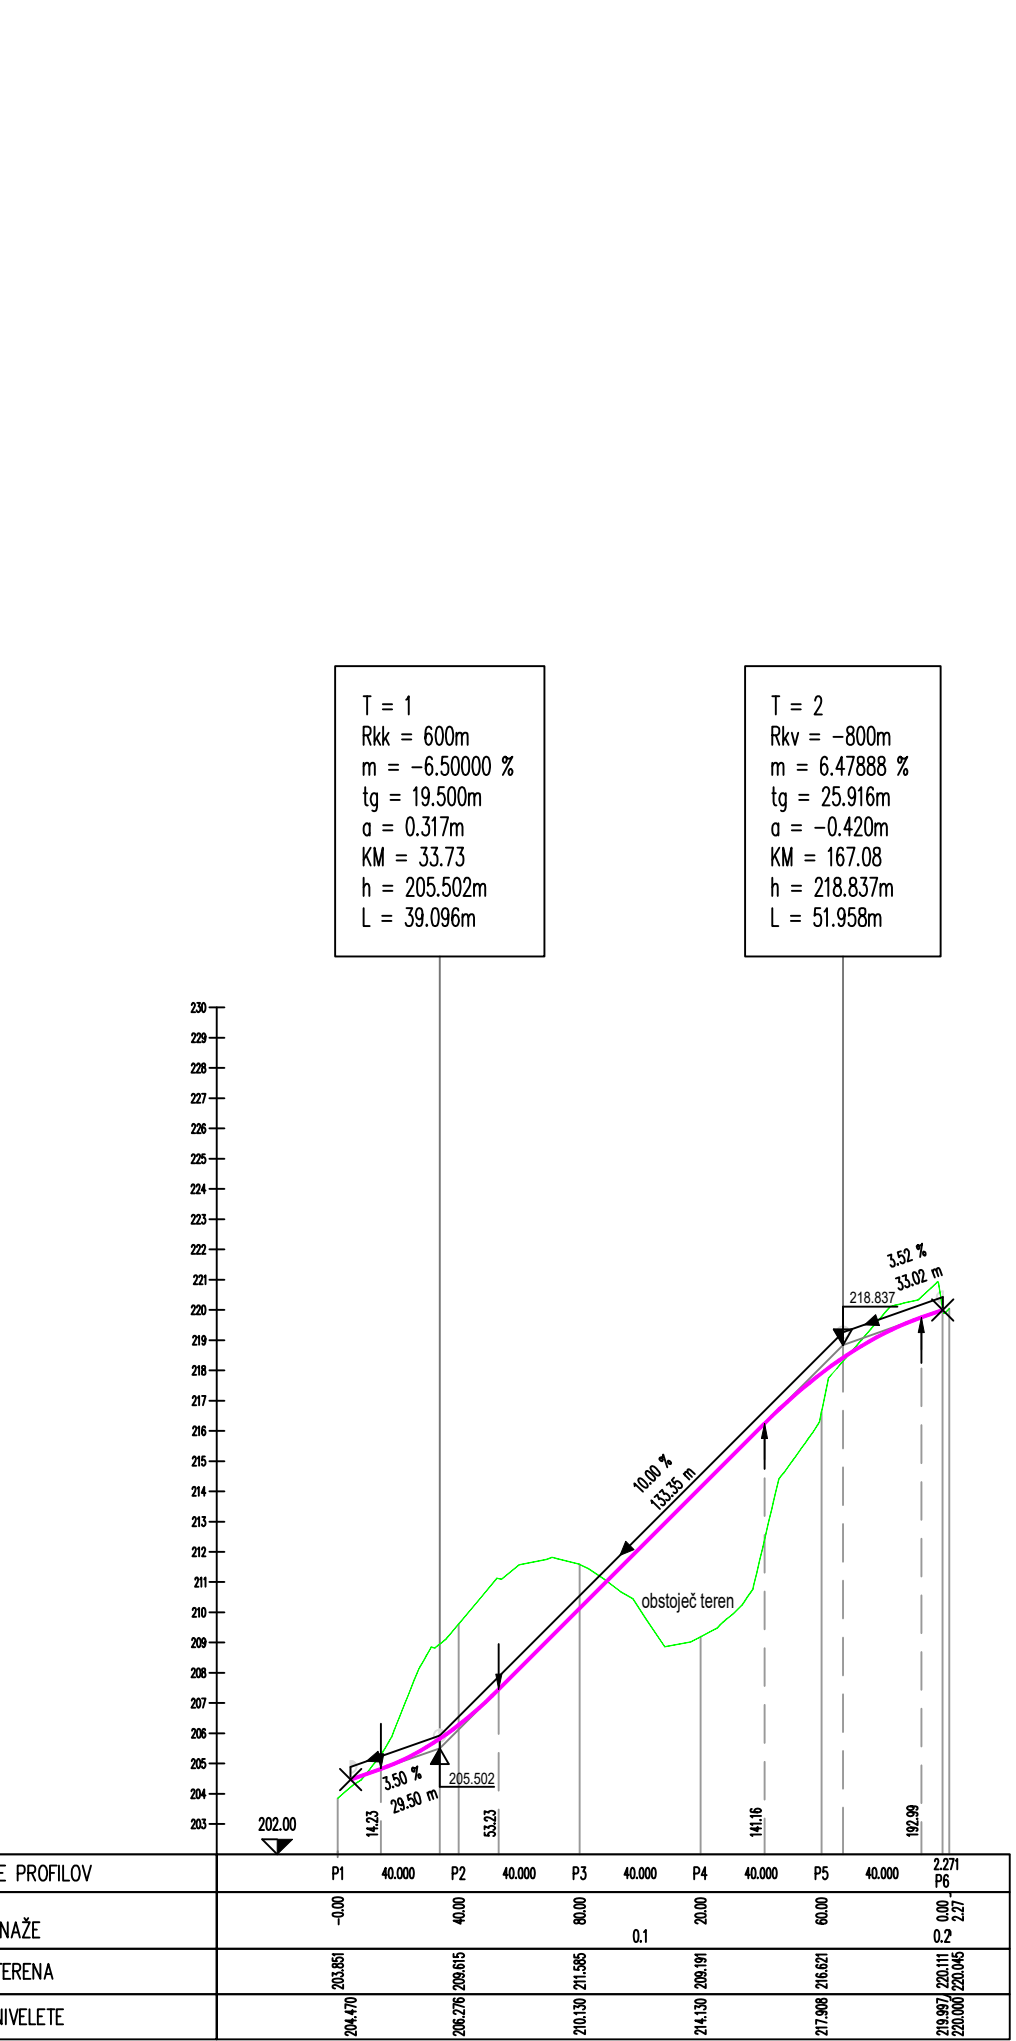 T = 1
Rkk = 600m
m = -6.50000 %
tg = 19.500m
a = 0.317m
KM = 33.73
h = 205.502m
L = 39.096m
T = 2
Rkv = -800m
m = 6.47888 %
tg = 25.916m
a = -0.420m
KM = 167.08
h = 218.837m
L = 51.958m
230
229
228
227
226
225
224
223
222
221
220
219
218
217
216
215
214
213
212
211
210
209
208
207
206
205
204
203
202.00
3.52 %
33.02 m
218.837
10.00 %
133.35 m
obstoječ teren
3.50 %
29.50 m
205.502
14.23
53.23
141.16
192.99
E PROFILOV
P1 40.000 P2 40.000 P3 40.000 P4 40.000 P5 40.000 2.271
P6
NAŽE
-0.00 40.00 80.00 20.00 60.00 0.00 2.27
0.1 0.2
TERENA
203.851 209.615 211.585 209.191 216.621 220.111 220.045
NIVELETE
204.470 206.276 210.130 214.130 217.908 219.997 220.000